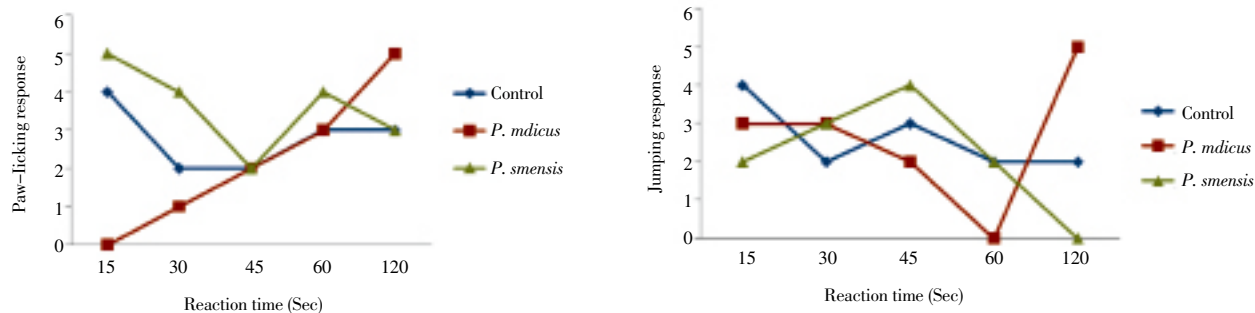 6
5
4
3
2
1
0
Paw-Icking response
15 30 45 60 120
Reaction time (Sec)
Control
P. mdicus
P. smensis
6
5
4
3
2
1
0
Jumping response
15 30 45 60 120
Reaction time (Sec)
Control
P. mdicus
P. smensis